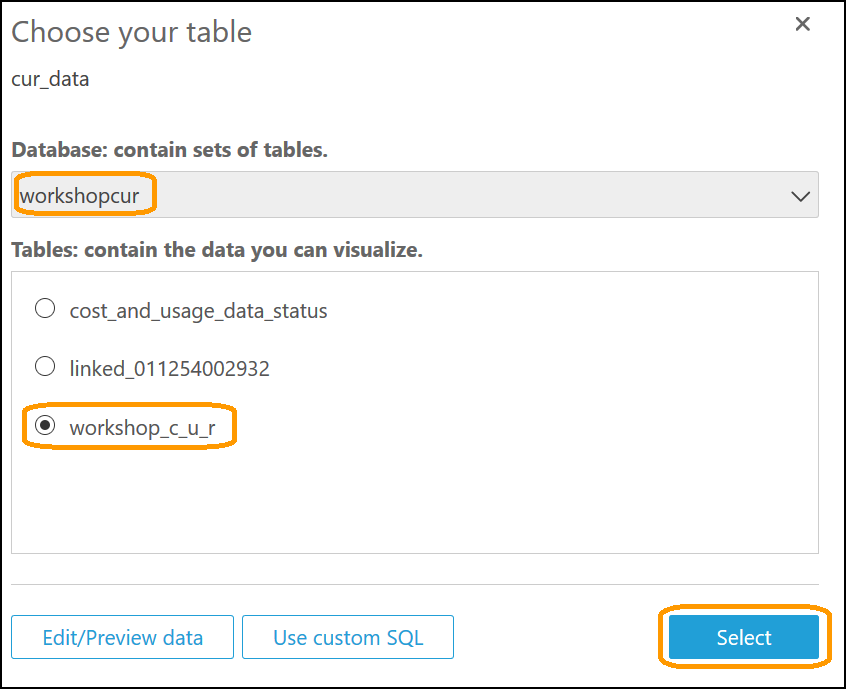 Choose your table
cur_data
Database: contain sets of tables.
workshopcur
Tables: contain the data you can visualize.
cost_and_usage_data_status
linked_011254002932
workshop_c_u_r
Edit/Preview data
Use custom SQL
Select